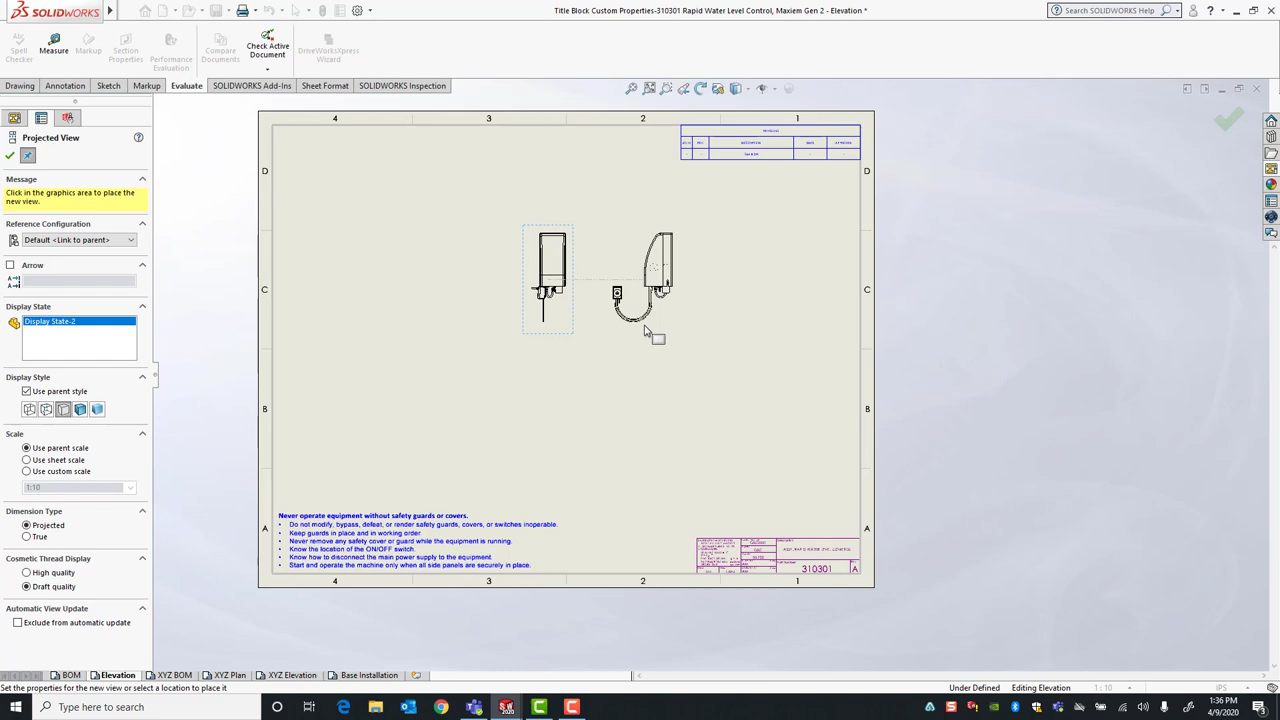 SOLIDWORKS
Title Block Custom Properties-310301 Rapid Water Level Control, Maxiem Gen 2 - Elevation *
Search SOLIDWORKS Help
Spell Checker
Measure
Markup
Section Properties
Performance Evaluation
Compare Documents
Check Active Document
DriveWorksXpress Wizard
Drawing
Annotation
Sketch
Markup
Evaluate
SOLIDWORKS Add-Ins
Sheet Format
SOLIDWORKS Inspection
Projected View
Message
Click in the graphics area to place the
new view.
Reference Configuration
Default <Link to parent>
Arrow
Display State
Display State-2
Display Style
Use parent style
Scale
Use parent scale
Use sheet scale
Use custom scale
1:10
Dimension Type
Projected
True
Cosmetic Thread Display
High quality
Draft quality
Automatic View Update
Exclude from automatic update
4 3 2 1
REVISIONS
DESCRIPTION DATE APPROVED
D D
C C
B B
A A
Never operate equipment without safety guards or covers.
• Do not modify, bypass, defeat, or render safety guards, covers, or switches inoperable.
• Keep guards in place and in working order.
• Never remove any safety cover or guard while the equipment is running.
• Know the location of the ON/OFF switch.
• Know how to disconnect the main power supply to the equipment.
• Start and operate the machine only when all side panels are securely in place.
310301 A
4 3 2 1
BOM
Elevation
XYZ BOM
XYZ Plan
XYZ Elevation
Base Installation
Set the properties for the new view or select a location to place it
Under Defined
Editing Elevation
1 : 10
IPS
Type here to search
1:36 PM
4/9/2020